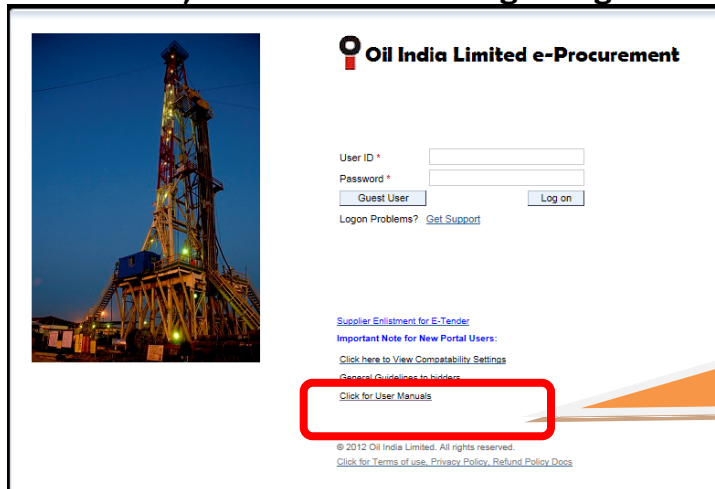 Oil India Limited e-Procurement
User ID *
Password *
Guest User Log on
Logon Problems? Get Support
Supplier Enlistment for E-Tender
Important Note for New Portal Users:
Click here to View Compatability Settings
General Guidelines to bidders
Click for User Manuals
© 2012 Oil India Limited. All rights reserved.
Click for Terms of use, Privacy Policy, Refund Policy Docs